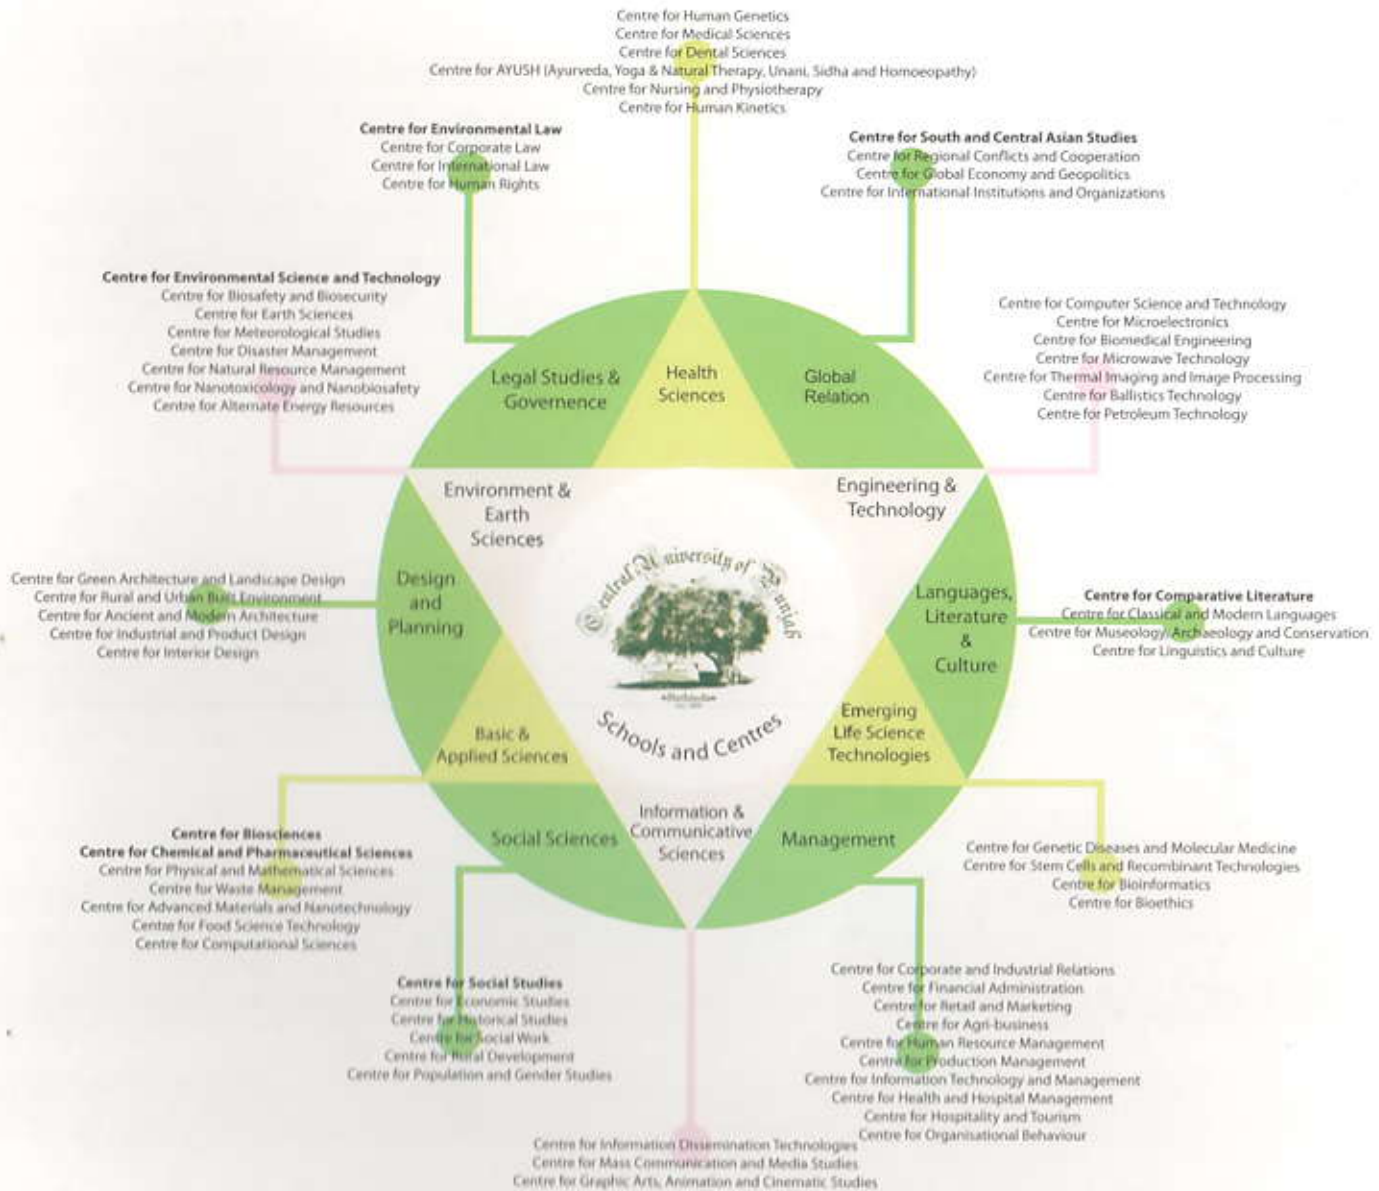 Centre for Human Genetics
Centre for Medical Sciences
Centre for Dental Sciences
Centre for AYUSH (Ayurveda, Yoga & Natural Therapy, Unani, Sidha and Homoeopathy)
Centre for Nursing and Physiotherapy
Centre for Human Kinetics
Centre for Environmental Law
Centre for Corporate Law
Centre for International Law
Centre for Human Rights
Centre for South and Central Asian Studies
Centre for Regional Conflicts and Cooperation
Centre for Global Economy and Geopolitics
Centre for International Institutions and Organizations
Centre for Environmental Science and Technology
Centre for Biosafety and Biosecurity
Centre for Earth Sciences
Centre for Meteorological Studies
Centre for Disaster Management
Centre for Natural Resource Management
Centre for Nanotoxicology and Nanobiosafety
Centre for Alternate Energy Resources
Centre for Computer Science and Technology
Centre for Microelectronics
Centre for Biomedical Engineering
Centre for Microwave Technology
Centre for Thermal Imaging and Image Processing
Centre for Ballistics Technology
Centre for Petroleum Technology
Legal Studies &
Governence
Health
Sciences
Global
Relation
Environment &
Earth
Sciences
Engineering &
Technology
Central University of Punjab
Schools and Centres
Design
and
Planning
Languages,
Literature
&
Culture
Centre for Green Architecture and Landscape Design
Centre for Rural and Urban Built Environment
Centre for Ancient and Modern Architecture
Centre for Industrial and Product Design
Centre for Interior Design
Centre for Comparative Literature
Centre for Classical and Modern Languages
Centre for Museology, Archaeology and Conservation
Centre for Linguistics and Culture
Basic &
Applied Sciences
Emerging
Life Science
Technologies
Social Sciences
Information &
Communicative
Sciences
Management
Centre for Biosciences
Centre for Chemical and Pharmaceutical Sciences
Centre for Physical and Mathematical Sciences
Centre for Waste Management
Centre for Advanced Materials and Nanotechnology
Centre for Food Science Technology
Centre for Computational Sciences
Centre for Genetic Diseases and Molecular Medicine
Centre for Stem Cells and Recombinant Technologies
Centre for Bioinformatics
Centre for Bioethics
Centre for Social Studies
Centre for Economic Studies
Centre for Historical Studies
Centre for Social Work
Centre for Rural Development
Centre for Population and Gender Studies
Centre for Corporate and Industrial Relations
Centre for Financial Administration
Centre for Retail and Marketing
Centre for Agri-business
Centre for Human Resource Management
Centre for Production Management
Centre for Information Technology and Management
Centre for Health and Hospital Management
Centre for Hospitality and Tourism
Centre for Organisational Behaviour
Centre for Information Dissemination Technologies
Centre for Mass Communication and Media Studies
Centre for Graphic Arts, Animation and Cinematic Studies